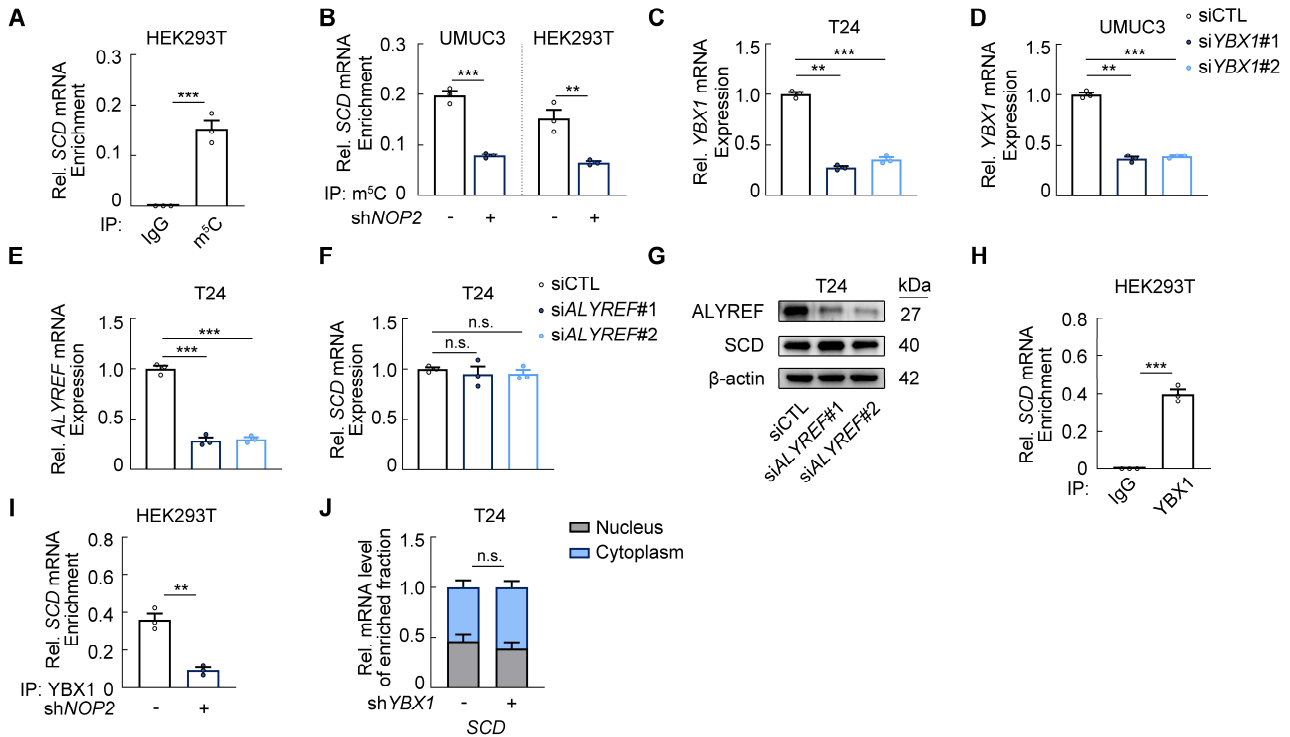 A
HEK293T
Rel. SCD mRNA
Enrichment
0.3
0.2
0.1
0
***
IP:
IgG
m⁵C
B
UMUC3
HEK293T
Rel. SCD mRNA
Enrichment
0.3
0.2
0.1
0
***
**
IP: m⁵C
shNOP2
-
+
-
+
C
T24
Rel. YBX1 mRNA
Expression
1.5
1.0
0.5
0
***
**
D
UMUC3
Rel. YBX1 mRNA
Expression
1.5
1.0
0.5
0
***
**
siCTL
siYBX1#1
siYBX1#2
E
T24
Rel. ALYREF mRNA
Expression
1.5
1.0
0.5
0
***
***
F
T24
Rel. SCD mRNA
Expression
1.5
1.0
0.5
0
n.s.
n.s.
siCTL
siALYREF#1
siALYREF#2
G
T24
kDa
ALYREF
27
SCD
40
β-actin
42
siCTL
siALYREF#1
siALYREF#2
H
HEK293T
Rel. SCD mRNA
Enrichment
0.8
0.6
0.4
0.2
0
***
IP:
IgG
YBX1
I
HEK293T
Rel. SCD mRNA
Enrichment
0.8
0.6
0.4
0.2
0
**
IP: YBX1
shNOP2
-
+
J
T24
Rel. mRNA level
of enriched fraction
1.5
1.0
0.5
0
n.s.
Nucleus
Cytoplasm
shYBX1
-
+
SCD